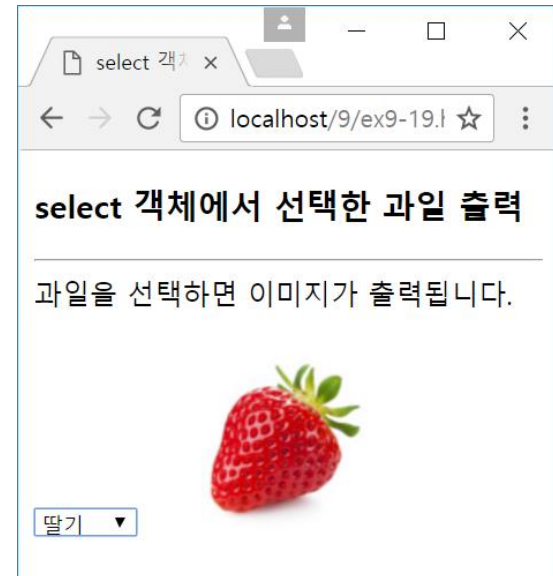 select 객체
localhost/9/ex9-19.h
select 객체에서 선택한 과일 출력
과일을 선택하면 이미지가 출력됩니다.
딸기